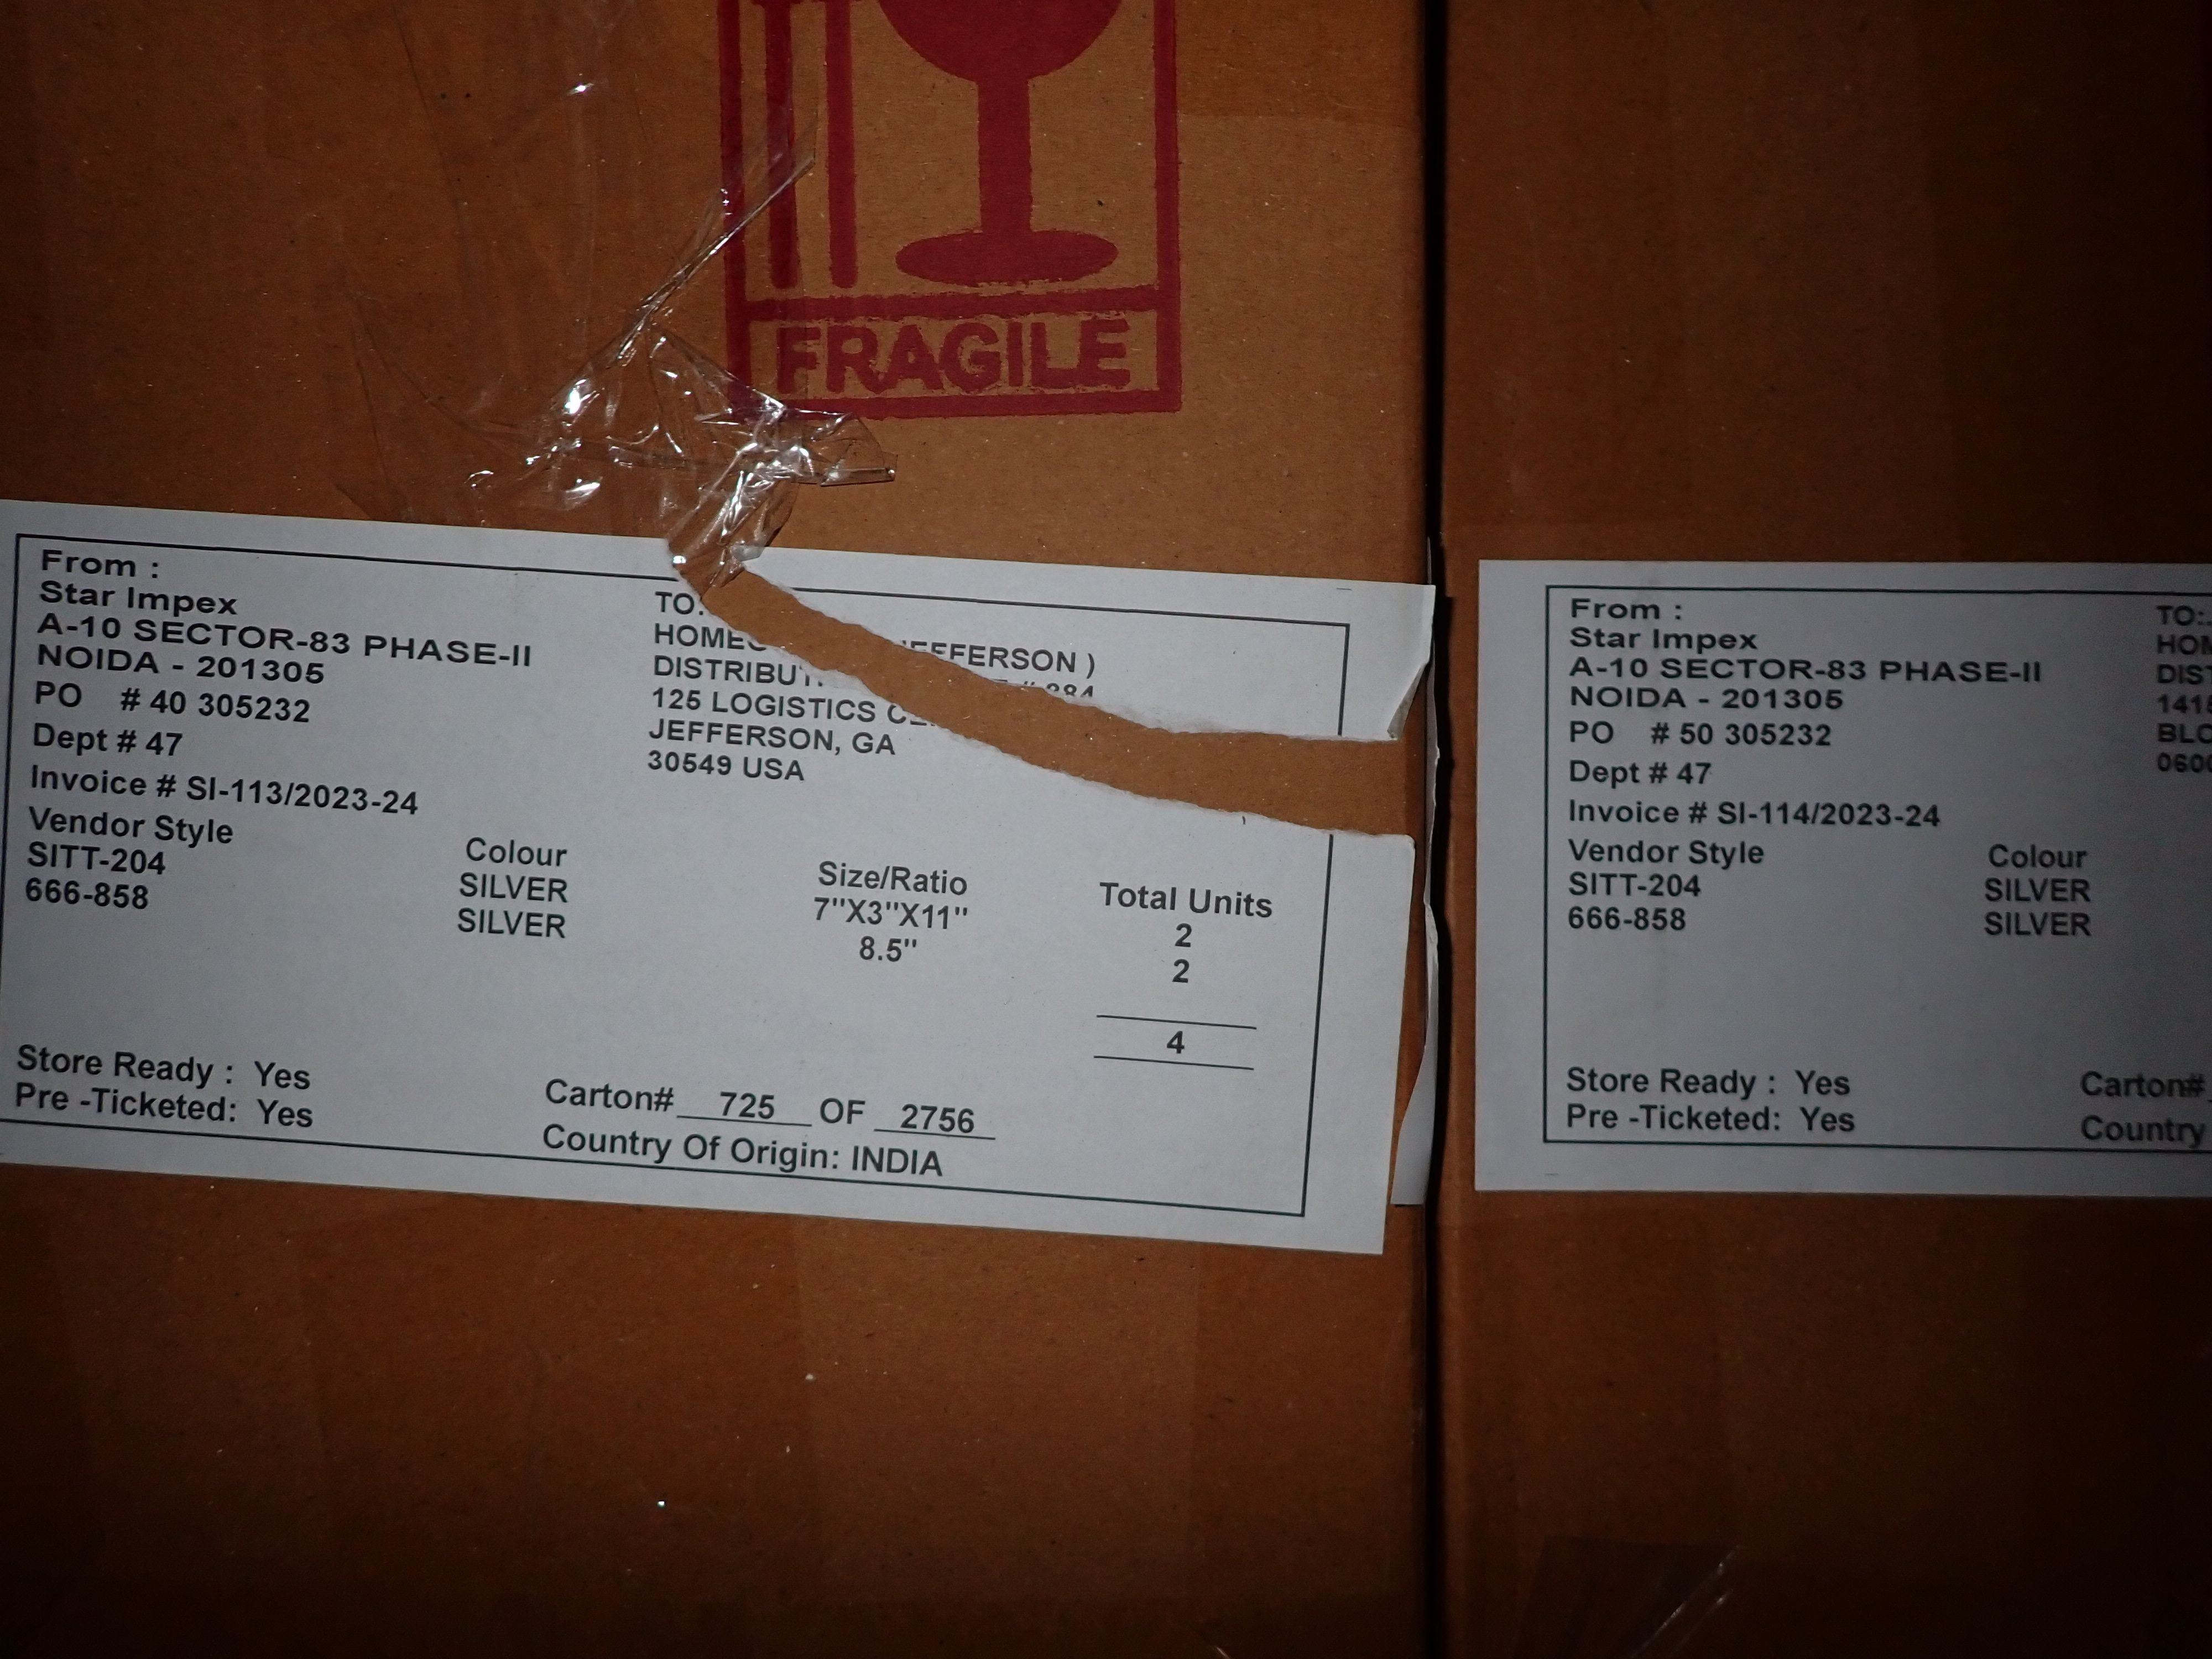 FRAGILE
From :
Star Impex
A-10 SECTOR-83 PHASE-II
NOIDA - 201305
PO # 40 305232
Dept # 47
Invoice # SI-113/2023-24
TO:
JEFFERSON )
125 LOGISTICS
JEFFERSON, GA
30549 USA
Vendor Style Colour Size/Ratio Total Units
SITT-204 SILVER 7"X3"X11" 2
666-858 SILVER 8.5" 2
4
Store Ready : Yes
Pre -Ticketed: Yes
Carton# 725 OF 2756
Country Of Origin: INDIA
From :
Star Impex
A-10 SECTOR-83 PHASE-II
NOIDA - 201305
PO # 50 305232
Dept # 47
Invoice # SI-114/2023-24
TO:
Vendor Style Colour
SITT-204 SILVER
666-858 SILVER
Store Ready : Yes
Pre -Ticketed: Yes
Carton#
Country